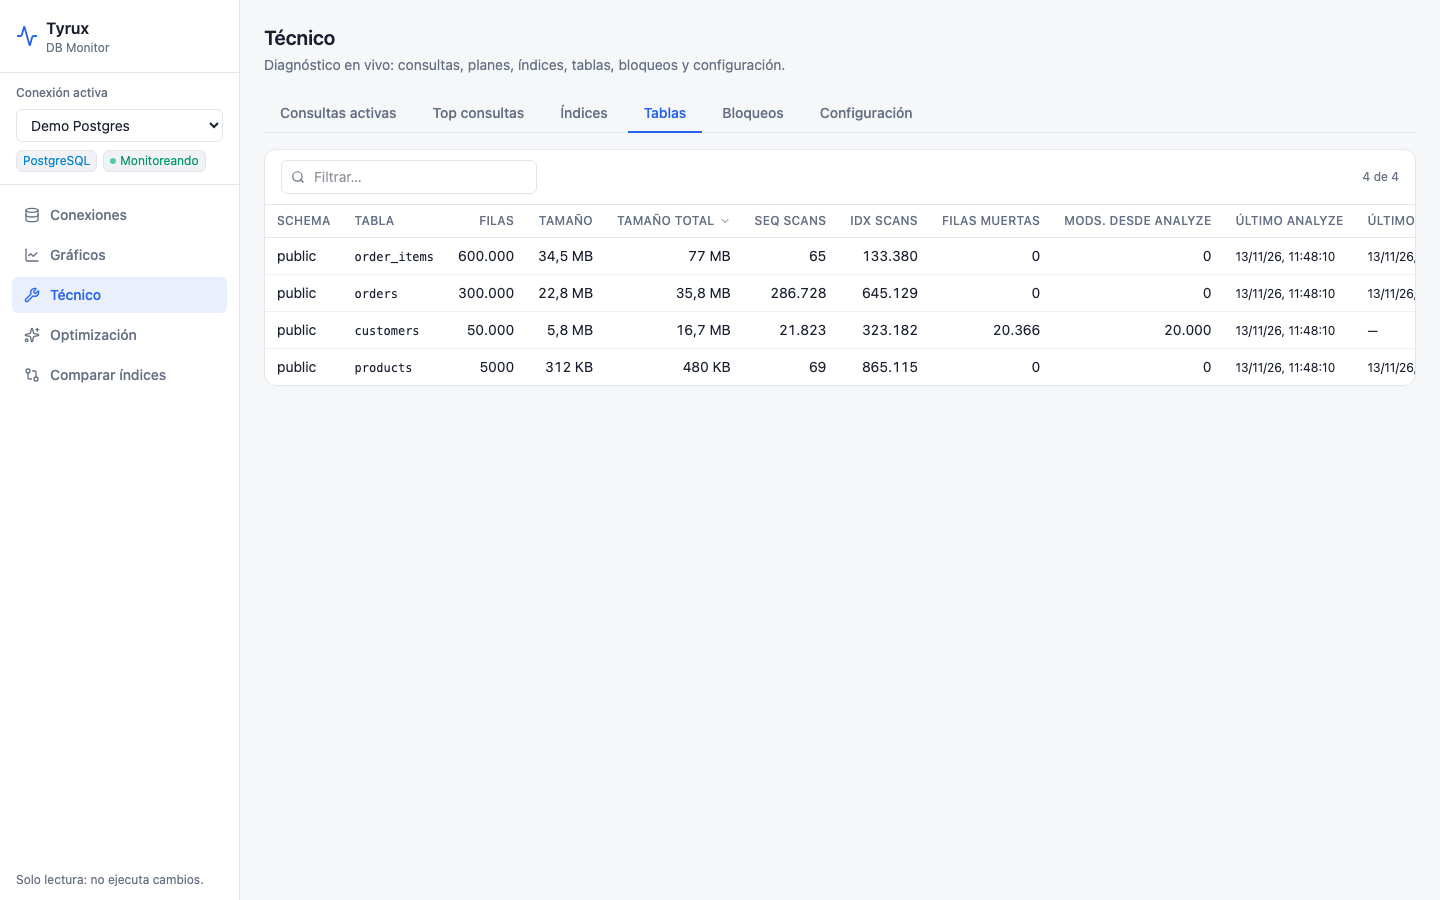 Tyrux
DB Monitor
Conexión activa
Demo Postgres
PostgreSQL Monitoreando
Conexiones
Gráficos
Técnico
Optimización
Comparar índices
Solo lectura: no ejecuta cambios.
Técnico
Diagnóstico en vivo: consultas, planes, índices, tablas, bloqueos y configuración.
Consultas activas Top consultas Índices Tablas Bloqueos Configuración
Filtrar... 4 de 4
SCHEMA TABLA FILAS TAMAÑO TAMAÑO TOTAL SEQ SCANS IDX SCANS FILAS MUERTAS MODS. DESDE ANALYZE ÚLTIMO ANALYZE ÚLTIMO
public order_items 600.000 34,5 MB 77 MB 65 133.380 0 0 13/11/26, 11:48:10 13/11/26,
public orders 300.000 22,8 MB 35,8 MB 286.728 645.129 0 0 13/11/26, 11:48:10 13/11/26,
public customers 50.000 5,8 MB 16,7 MB 21.823 323.182 20.366 20.000 13/11/26, 11:48:10 —
public products 5000 312 KB 480 KB 69 865.115 0 0 13/11/26, 11:48:10 13/11/26,